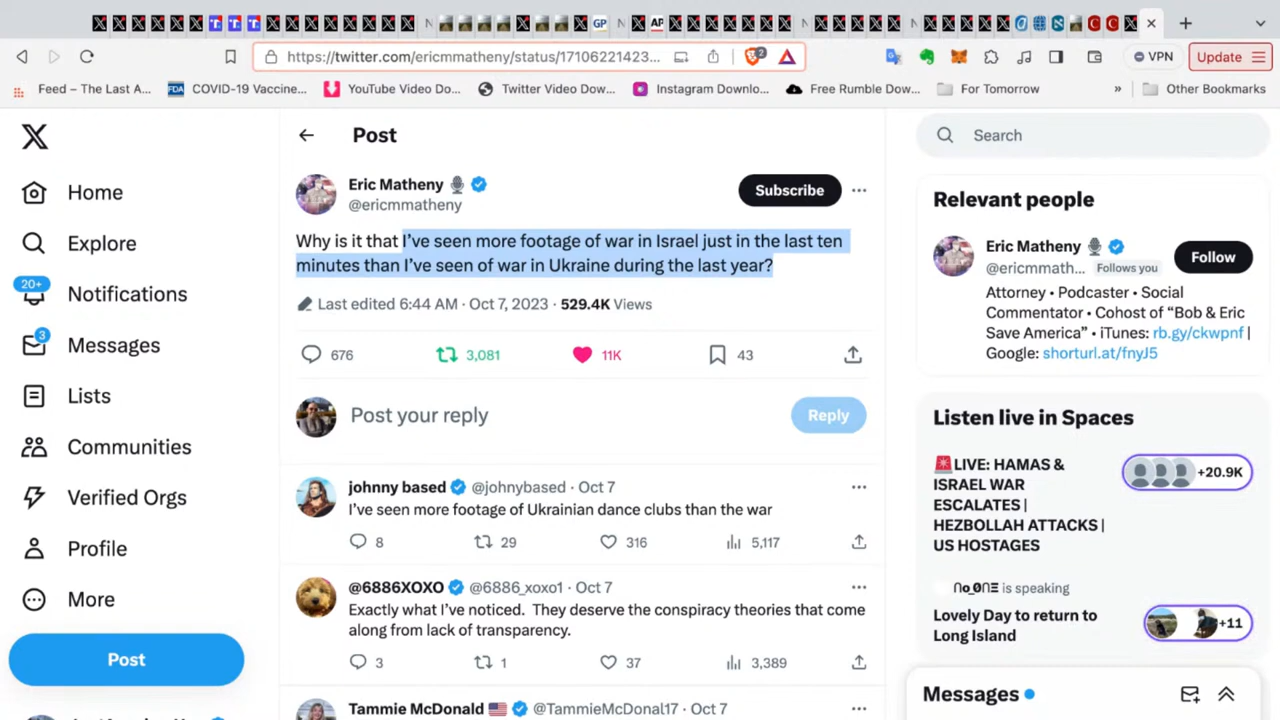 GP
AP
https://twitter.com/ericmmatheny/status/17106221423...
2
VPN
Update
Feed – The Last A...
FDA
COVID-19 Vaccine...
YouTube Video Do...
Twitter Video Dow...
Instagram Downlo...
Free Rumble Dow...
For Tomorrow
»
Other Bookmarks
Post
Search
Home
Explore
20+
Notifications
3
Messages
Lists
Communities
Verified Orgs
Profile
More
Post
Eric Matheny
@ericmmatheny
Subscribe
Why is it that I’ve seen more footage of war in Israel just in the last ten
minutes than I’ve seen of war in Ukraine during the last year?
Last edited 6:44 AM · Oct 7, 2023 · 529.4K Views
676
3,081
11K
43
Post your reply
Reply
johnny based @johnybased · Oct 7
I’ve seen more footage of Ukrainian dance clubs than the war
8
29
316
5,117
@6886XOXO @6886_xoxo1 · Oct 7
Exactly what I’ve noticed. They deserve the conspiracy theories that come
along from lack of transparency.
3
1
37
3,389
Tammie McDonald @TammieMcDonal17 · Oct 7
Relevant people
Eric Matheny
@ericmmath... Follows you
Follow
Attorney • Podcaster • Social
Commentator • Cohost of “Bob & Eric
Save America” • iTunes: rb.gy/ckwpnf |
Google: shorturl.at/fnyJ5
Listen live in Spaces
LIVE: HAMAS &
ISRAEL WAR
ESCALATES |
HEZBOLLAH ATTACKS |
US HOSTAGES
+20.9K
is speaking
Lovely Day to return to
Long Island
+11
Messages